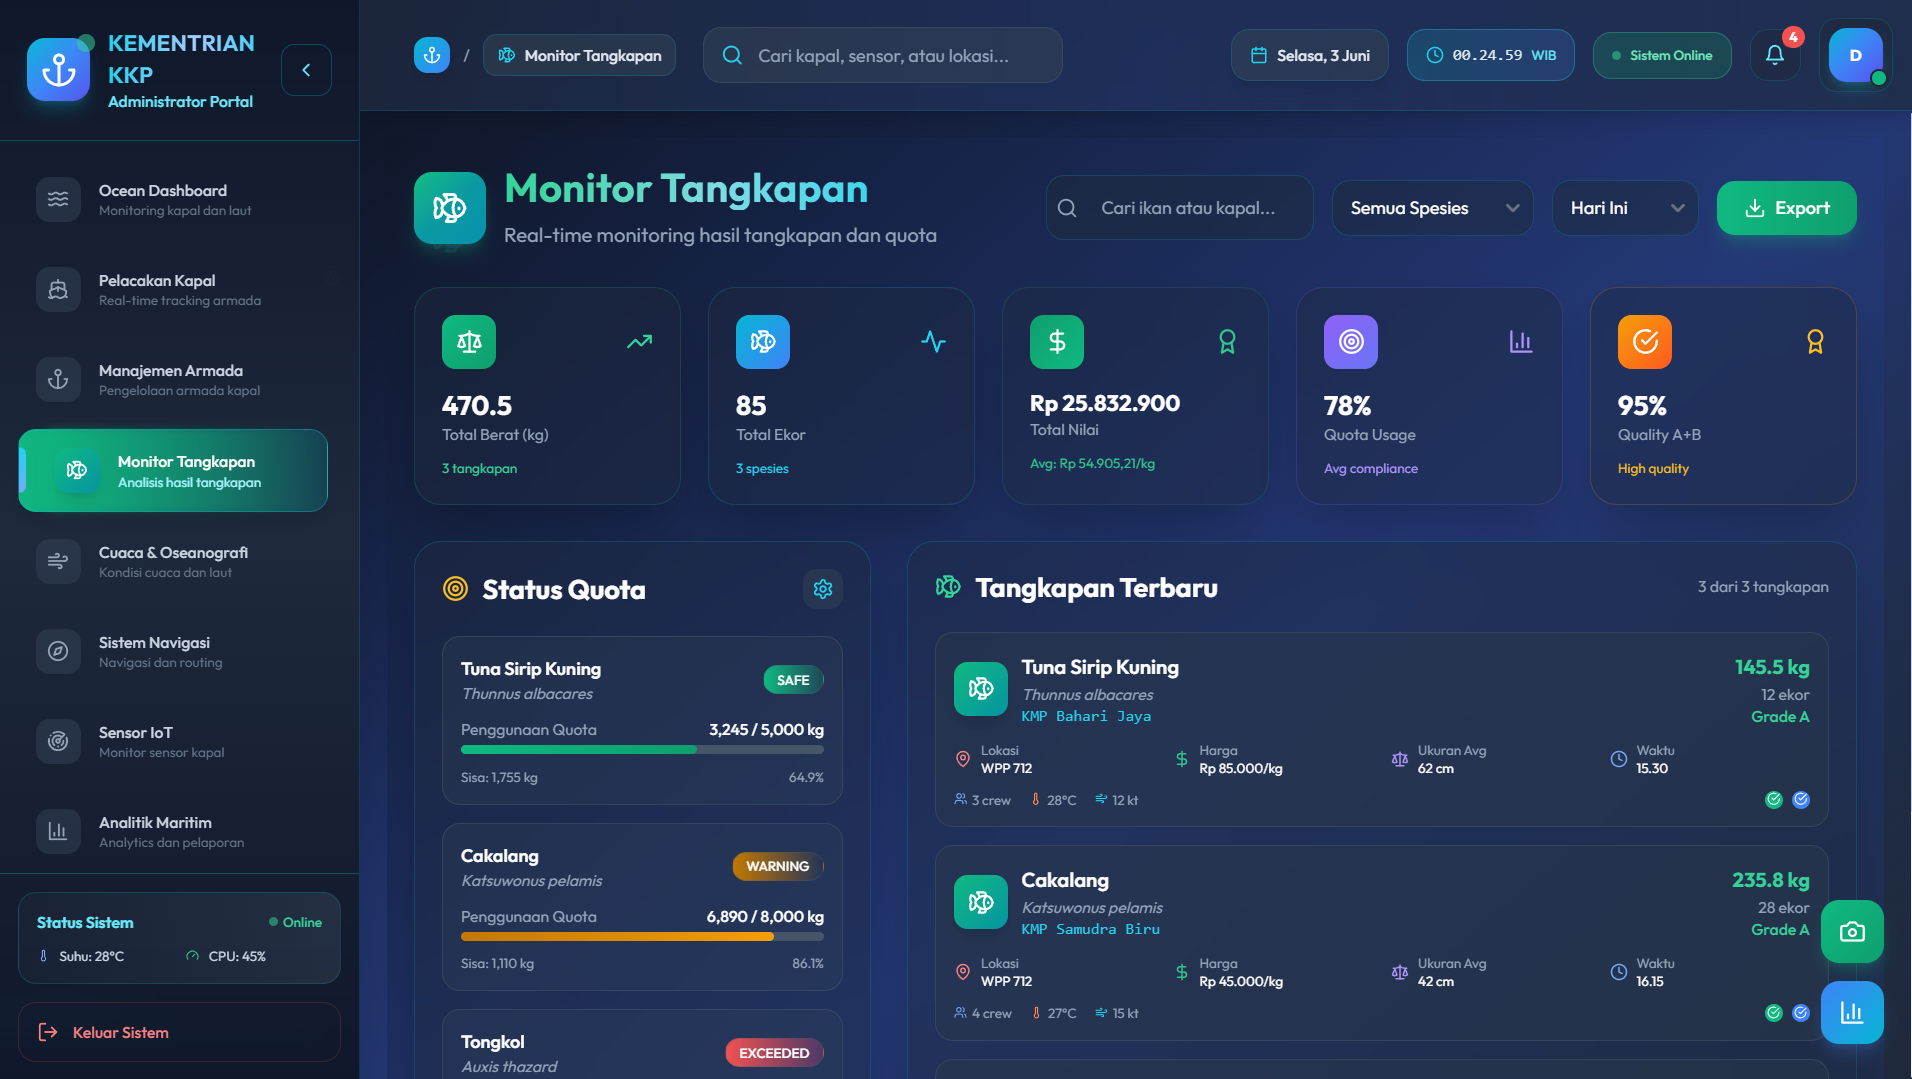 KEMENTRIAN
KKP
Administrator Portal
Ocean Dashboard
Monitoring kapal dan laut
Pelacakan Kapal
Real-time tracking armada
Manajemen Armada
Pengelolaan armada kapal
Monitor Tangkapan
Analisis hasil tangkapan
Cuaca & Oseanografi
Kondisi cuaca dan laut
Sistem Navigasi
Navigasi dan routing
Sensor IoT
Monitor sensor kapal
Analitik Maritim
Analytics dan pelaporan
Status Sistem
Online
Suhu: 28°C
CPU: 45%
Keluar Sistem
/
Monitor Tangkapan
Cari kapal, sensor, atau lokasi...
Selasa, 3 Juni
00.24.59 WIB
Sistem Online
4
D
Monitor Tangkapan
Real-time monitoring hasil tangkapan dan quota
Cari ikan atau kapal...
Semua Spesies
Hari Ini
Export
470.5
Total Berat (kg)
3 tangkapan
85
Total Ekor
3 spesies
Rp 25.832.900
Total Nilai
Avg: Rp 54.905,21/kg
78%
Quota Usage
Avg compliance
95%
Quality A+B
High quality
Status Quota
Tuna Sirip Kuning
Thunnus albacares
SAFE
Penggunaan Quota
3,245 / 5,000 kg
Sisa: 1,755 kg
64.9%
Cakalang
Katsuwonus pelamis
WARNING
Penggunaan Quota
6,890 / 8,000 kg
Sisa: 1,110 kg
86.1%
Tongkol
Auxis thazard
EXCEEDED
Tangkapan Terbaru
3 dari 3 tangkapan
Tuna Sirip Kuning
Thunnus albacares
KMP Bahari Jaya
145.5 kg
12 ekor
Grade A
Lokasi
WPP 712
Harga
Rp 85.000/kg
Ukuran Avg
62 cm
Waktu
15.30
3 crew
28°C
12 kt
Cakalang
Katsuwonus pelamis
KMP Samudra Biru
235.8 kg
28 ekor
Grade A
Lokasi
WPP 712
Harga
Rp 45.000/kg
Ukuran Avg
42 cm
Waktu
16.15
4 crew
27°C
15 kt